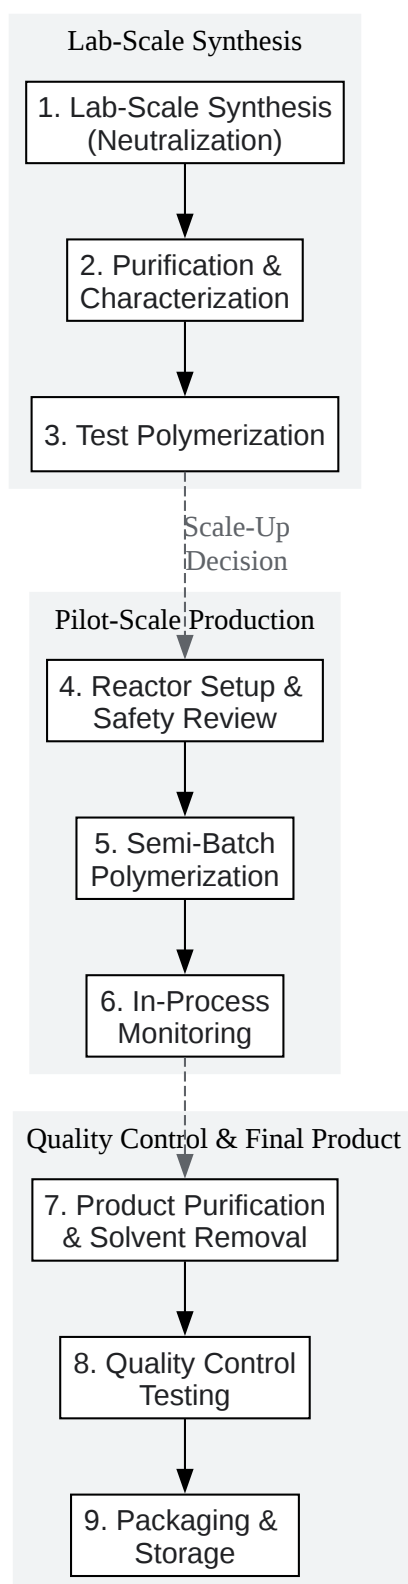 Lab-Scale Synthesis
1. Lab-Scale Synthesis
(Neutralization)
2. Purification &
Characterization
3. Test Polymerization
Scale-Up
Decision
Pilot-Scale Production
4. Reactor Setup &
Safety Review
5. Semi-Batch
Polymerization
6. In-Process
Monitoring
Quality Control & Final Product
7. Product Purification
& Solvent Removal
8. Quality Control
Testing
9. Packaging &
Storage